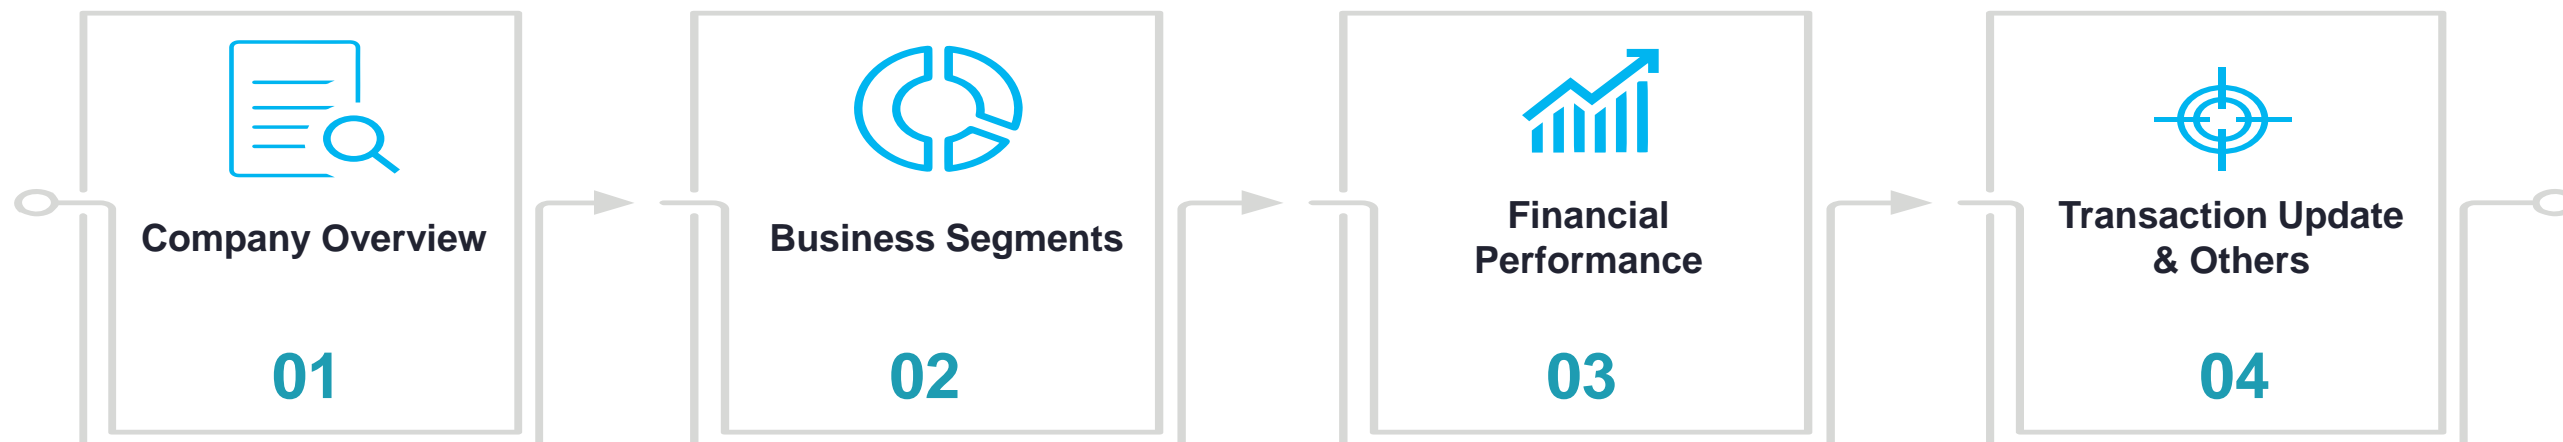 Company Overview
01
Business Segments
02
Financial
Performance
03
Transaction Update
& Others
04